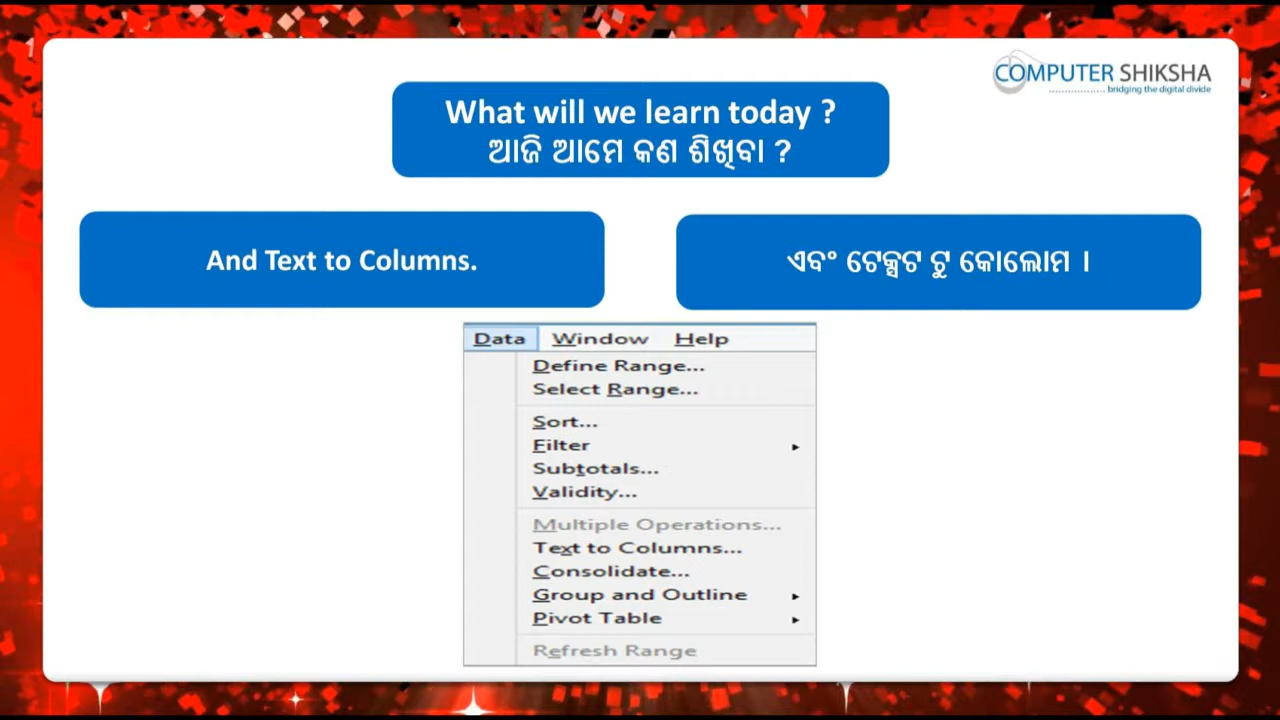 COMPUTER SHIKSHA
bridging the digital divide
What will we learn today ?
ଆଜି ଆମେ କଣ ଶିଖିବା ?
And Text to Columns.
ଏବଂ ଟେକ୍ସଟ ଟୁ କୋଲୋମ ।
Data Window Help
Define Range...
Select Range...
Sort...
Filter
Subtotals...
Validity...
Multiple Operations...
Text to Columns...
Consolidate...
Group and Outline
Pivot Table
Refresh Range